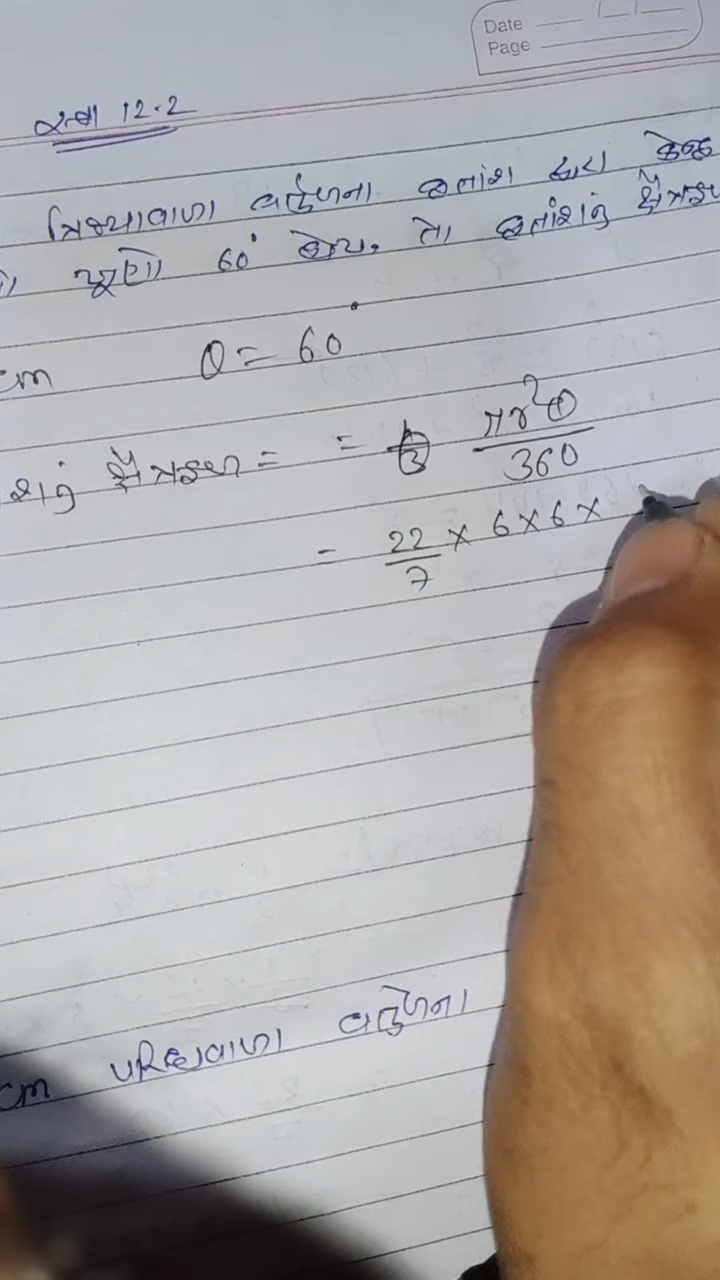 Date
Page
સ્વા 12.2
ત્રિજ્યાવાળા વર્તુળના વૃતાંશ દ્વારા કેન્દ્ર
ખૂણો 60° હોય, તો વૃતાંશનું ક્ષેત્રફળ
cm θ = 60°
શનું ક્ષેત્રફળ = = πr²θ/360
= 22/7 × 6 × 6 ×
cm પરિઘવાળા વર્તુળના